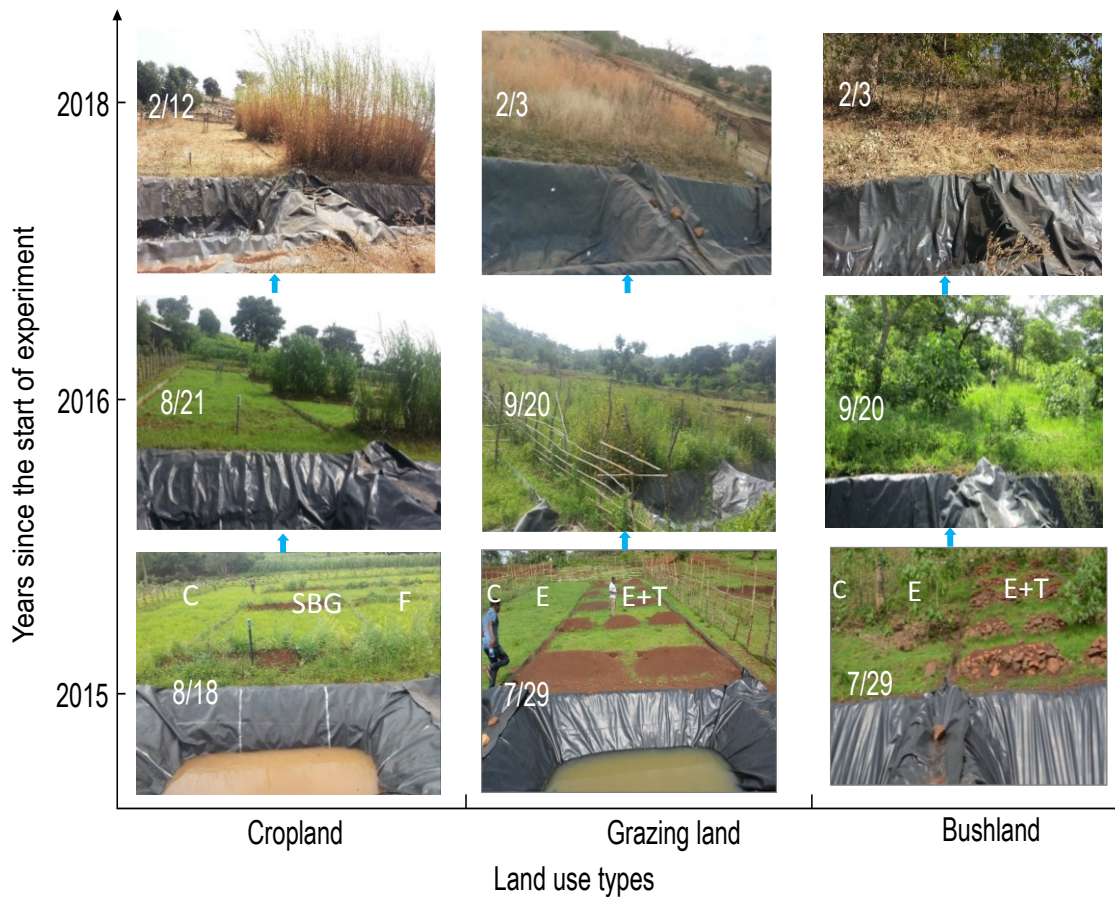 Years since the start of experiment
2018
2/12
2/3
2/3
2016
8/21
9/20
9/20
2015
C SBG F
8/18
C E E+T
7/29
C E E+T
7/29
Cropland
Grazing land
Bushland
Land use types